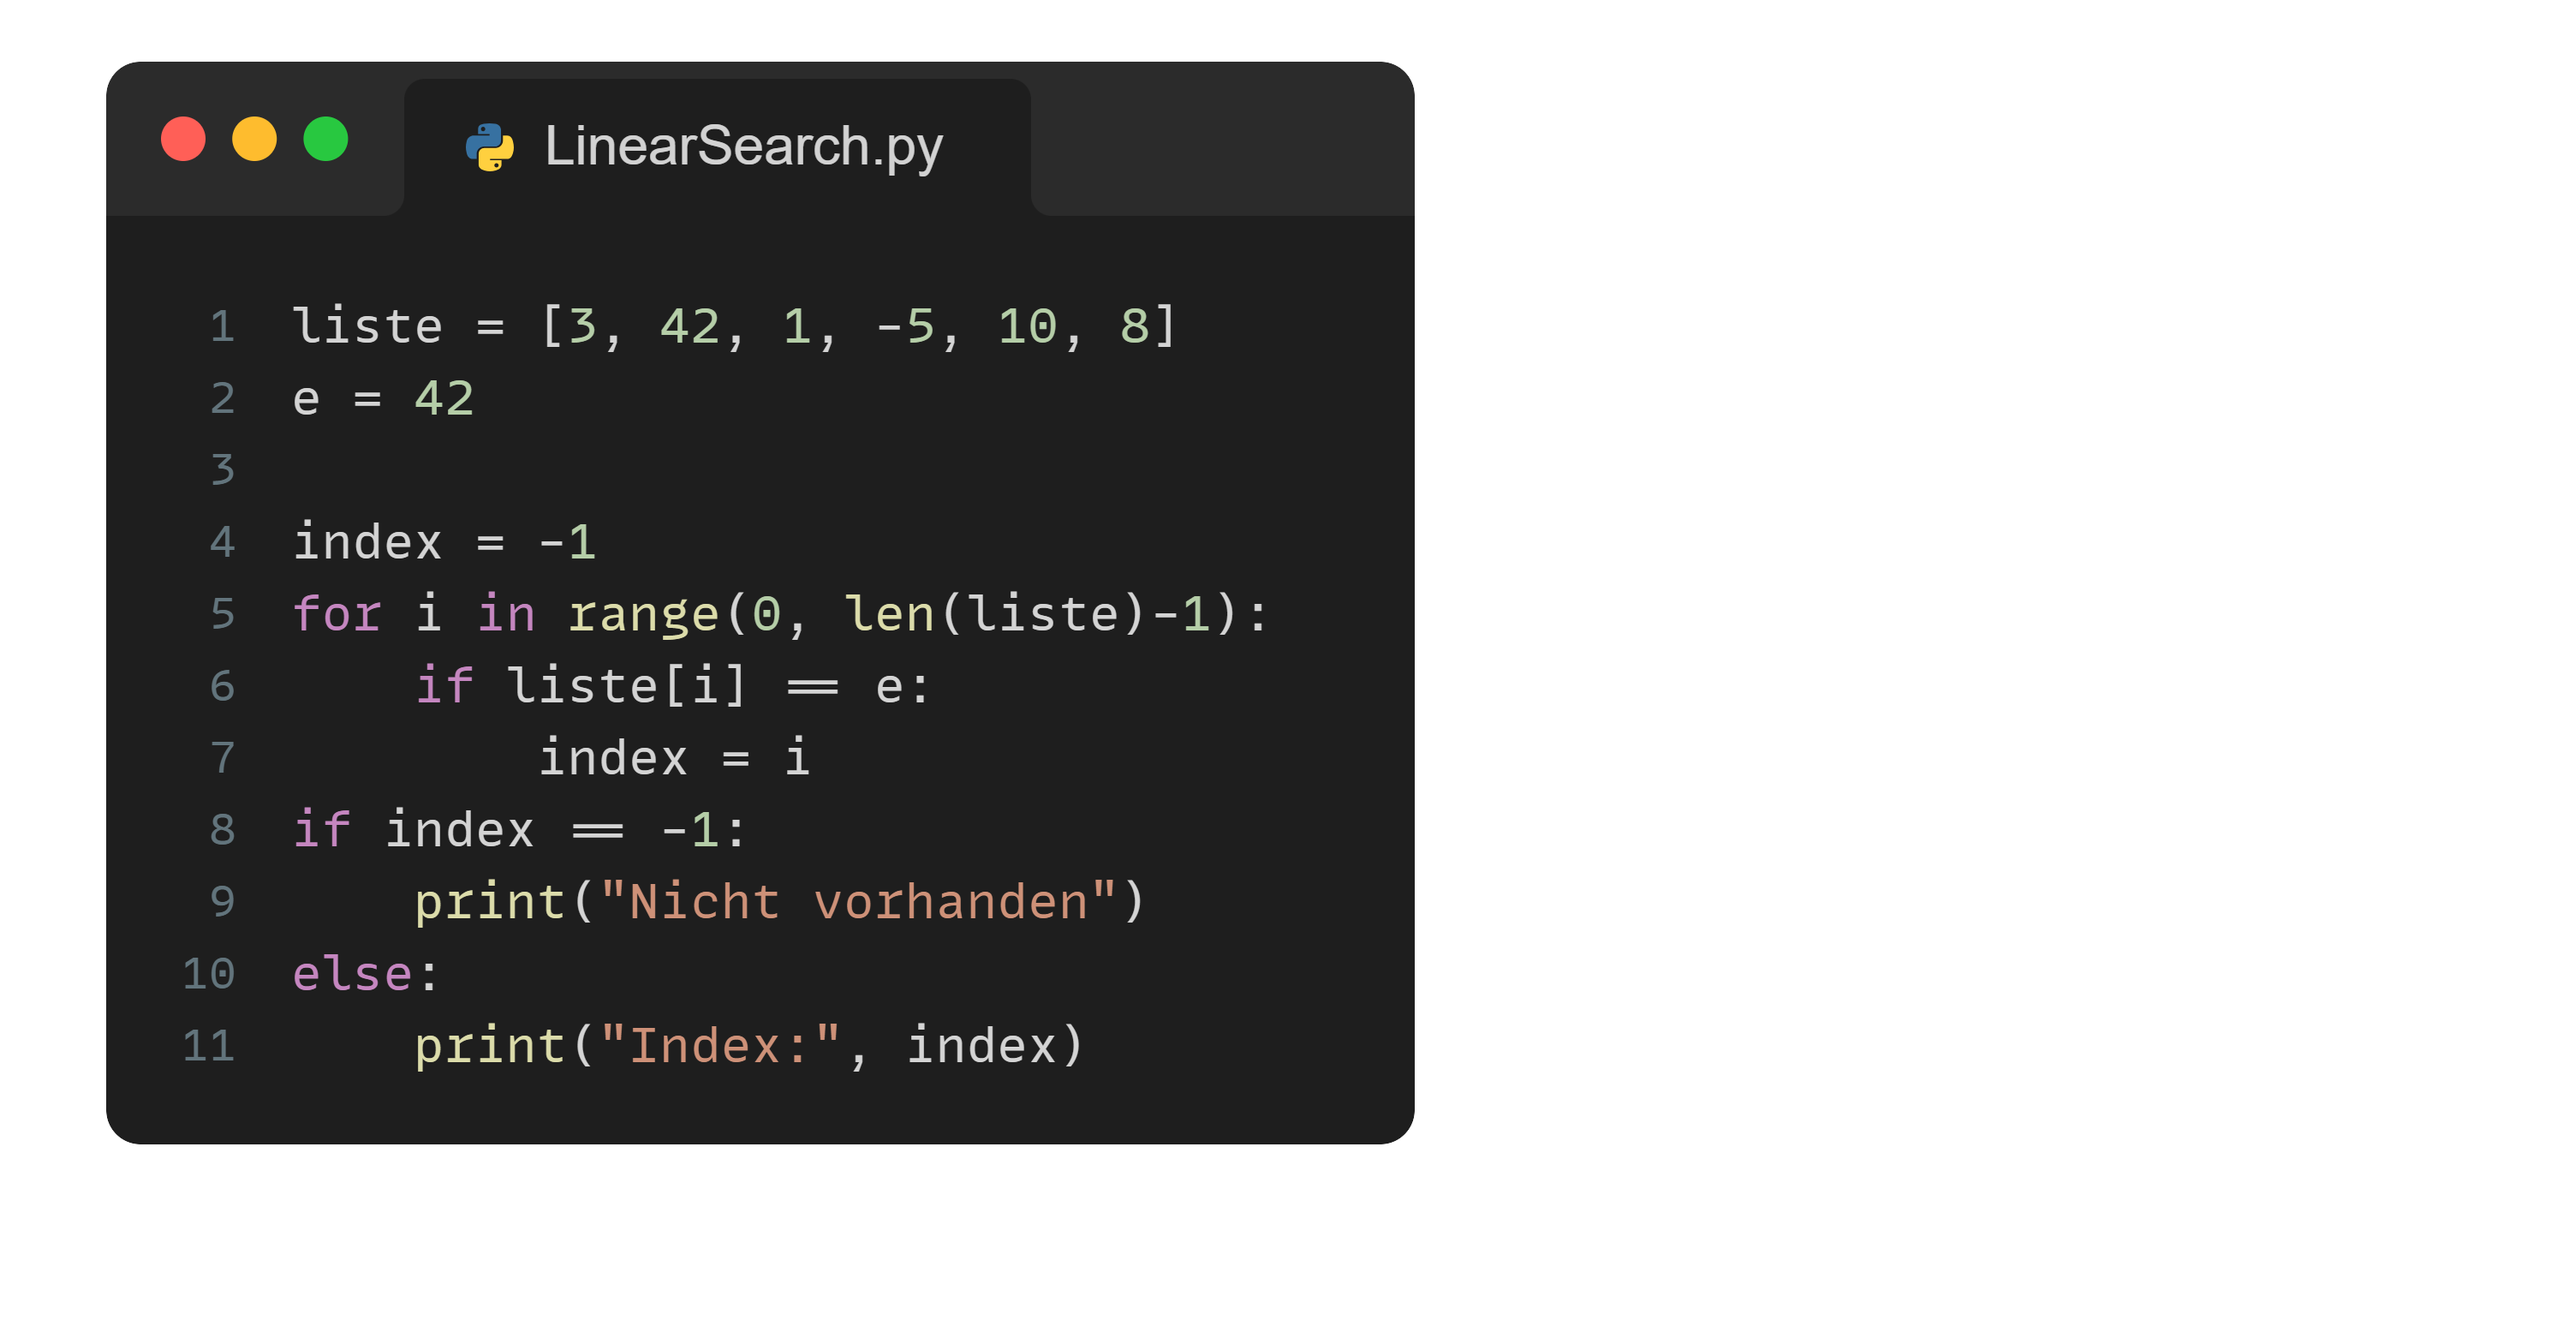 LinearSearch.py
1 liste = [3, 42, 1, -5, 10, 8]
2 e = 42
3
4 index = -1
5 for i in range(0, len(liste)-1):
6     if liste[i] == e:
7         index = i
8 if index == -1:
9     print("Nicht vorhanden")
10 else:
11     print("Index:", index)